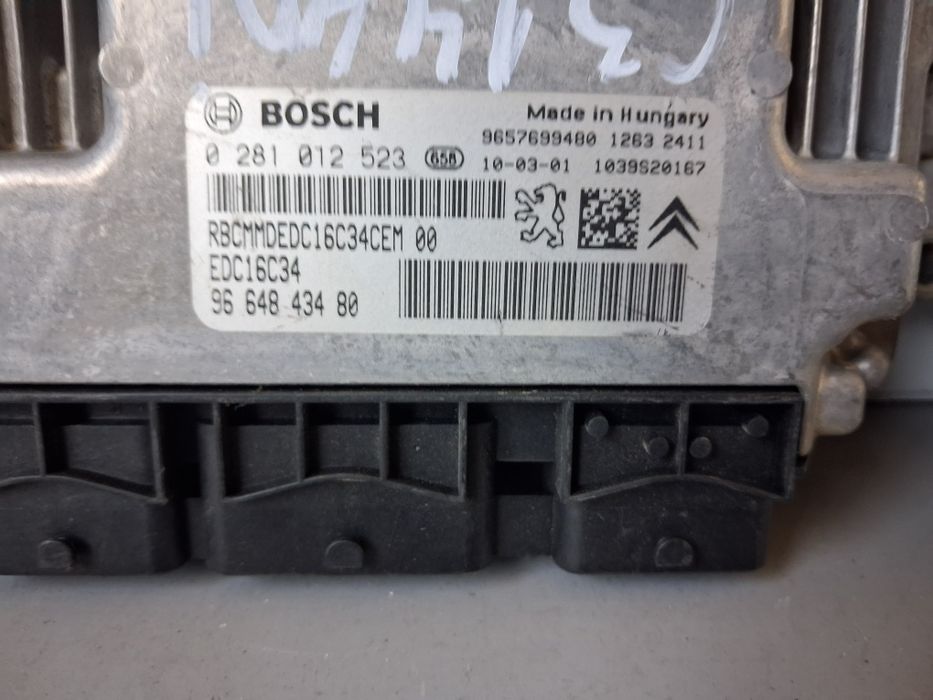 BOSCH
Made in Hungary
9657699480 1263 2411
0 281 012 523 658 10-03-01 1039S20167
RBCMMDEDC16C34CEM 00
EDC16C34
96 648 434 80